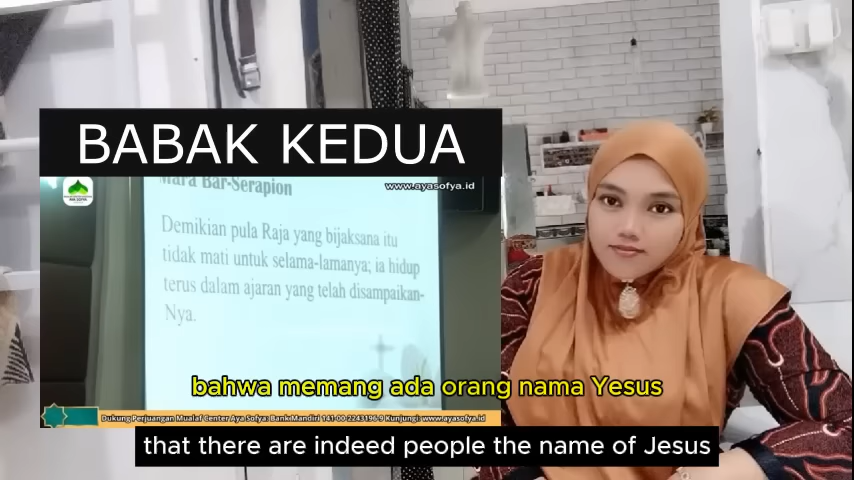 BABAK KEDUA
Mara Bar-Serapion
www.ayasofya.id
Demikian pula Raja yang bijaksana itu
tidak mati untuk selama-lamanya; ia hidup
terus dalam ajaran yang telah disampaikan-
Nya.
bahwa memang ada orang nama Yesus
Dukung Perjuangan Mualaf Center Aya Sofya: Bank Mandiri 141-00-2243196-9 Kunjungi: www.ayasofya.id
that there are indeed people the name of Jesus